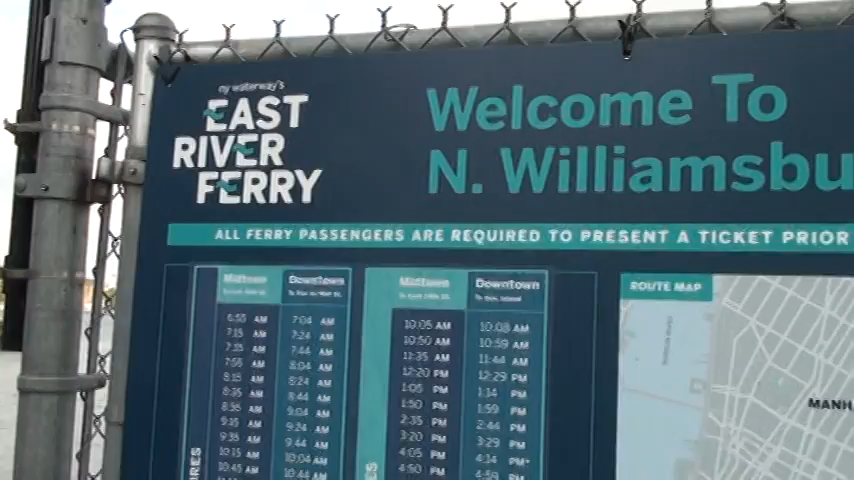 ny waterway's
EAST
RIVER
FERRY
Welcome To
N. Williamsbu
ALL FERRY PASSENGERS ARE REQUIRED TO PRESENT A TICKET PRIOR
Midtown Downtown Midtown Downtown
6:55 AM 7:04 AM 10:05 AM 10:08 AM
7:15 AM 7:24 AM 10:50 AM 10:59 AM
7:35 AM 7:44 AM 11:35 AM 11:44 AM
7:55 AM 8:04 AM 12:20 PM 12:29 PM
8:15 AM 8:24 AM 1:05 PM 1:14 PM
8:35 AM 8:44 AM 1:50 PM 1:59 PM
8:55 AM 9:04 AM 2:35 PM 2:44 PM
9:15 AM 9:24 AM 3:20 PM 3:29 PM
9:35 AM 9:44 AM 4:05 PM 4:14 PM
10:15 AM 10:04 AM 4:50 PM 4:59 PM
10:45 AM 10:44 AM
ROUTE MAP
MANH